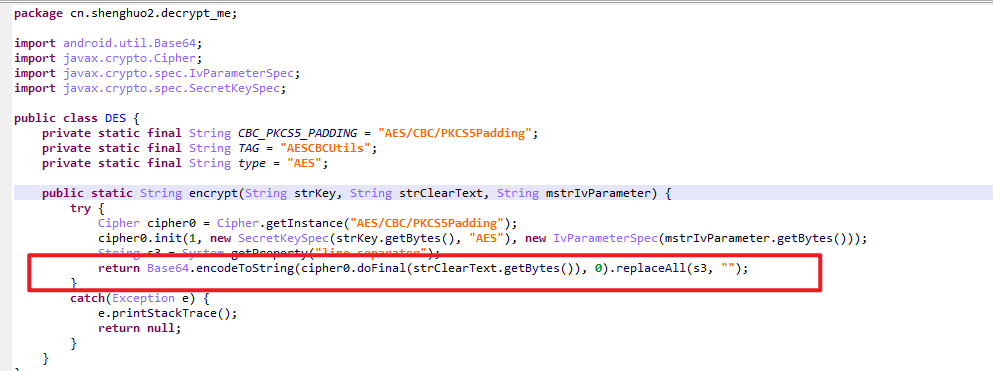 package cn.shenghuo2.decrypt_me;
import android.util.Base64;
import javax.crypto.Cipher;
import javax.crypto.spec.IvParameterSpec;
import javax.crypto.spec.SecretKeySpec;
public class DES {
private static final String CBC_PKCS5_PADDING = "AES/CBC/PKCS5Padding";
private static final String TAG = "AESCBCUtils";
private static final String type = "AES";
public static String encrypt(String strKey, String strClearText, String mstrIvParameter) {
try {
Cipher cipher0 = Cipher.getInstance("AES/CBC/PKCS5Padding");
cipher0.init(1, new SecretKeySpec(strKey.getBytes(), "AES"), new IvParameterSpec(mstrIvParameter.getBytes()));
String s3 = System.getProperty("line.separator");
return Base64.encodeToString(cipher0.doFinal(strClearText.getBytes()), 0).replaceAll(s3, "");
}
catch(Exception e) {
e.printStackTrace();
return null;
}
}